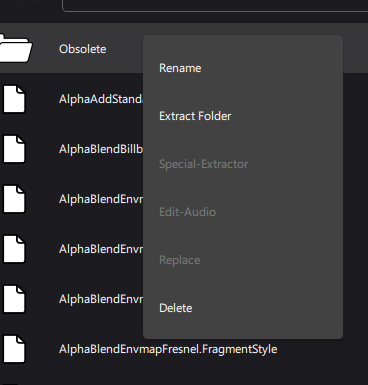 Obsolete
Rename
AlphaAddStand
Extract Folder
AlphaBlendBillb
Special-Extractor
AlphaBlendEnvm
Edit-Audio
AlphaBlendEnvm
Replace
AlphaBlendEnvm
Delete
AlphaBlendEnvmapFresnel.FragmentStyle